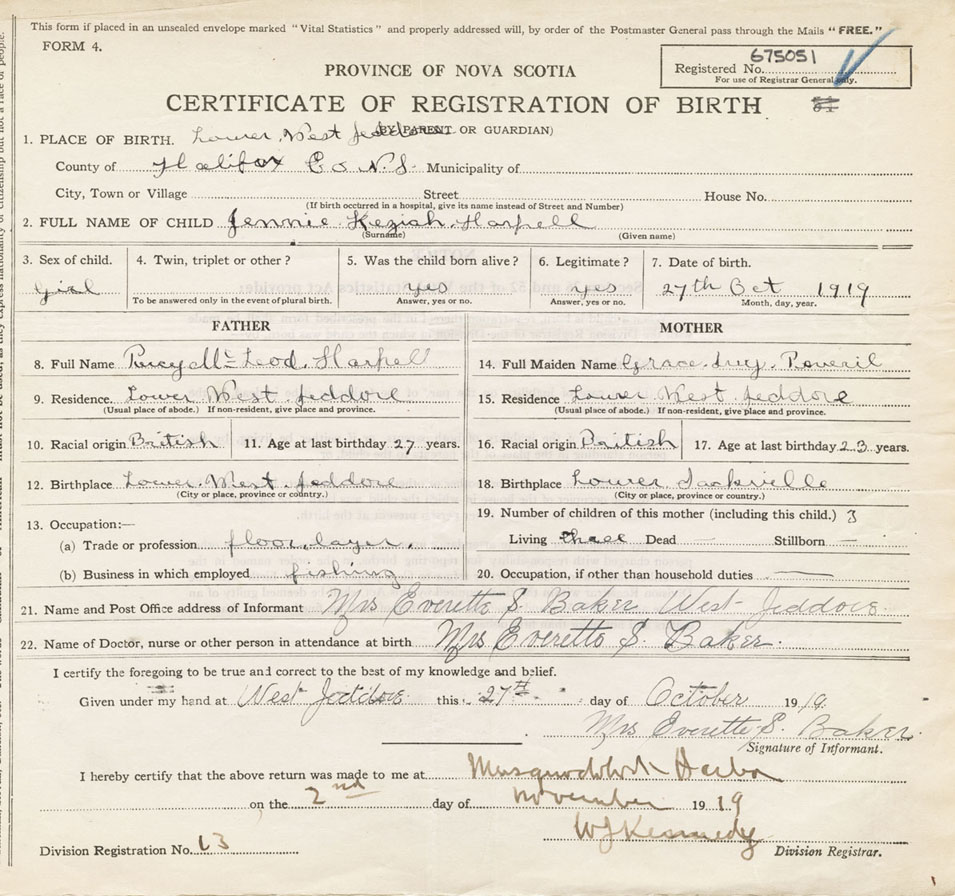 This form if placed in an unsealed envelope marked "Vital Statistics" and properly addressed will, by order of the Postmaster General pass through the Mails "FREE."
FORM 4.
675051
Registered No.
For use of Registrar General only.
PROVINCE OF NOVA SCOTIA
CERTIFICATE OF REGISTRATION OF BIRTH
(BY PARENT OR GUARDIAN)
1. PLACE OF BIRTH. Lower West Jeddore
County of Halifax Co N.S. Municipality of
City, Town or Village Street House No.
(If birth occurred in a hospital, give its name instead of Street and Number)
2. FULL NAME OF CHILD Jennie Keziah Harpell
(Surname) (Given name)
3. Sex of child. 4. Twin, triplet or other? 5. Was the child born alive? 6. Legitimate? 7. Date of birth.
girl yes yes 27th Oct 1919
To be answered only in the event of plural birth. Answer, yes or no. Answer, yes or no. Month, day, year.
FATHER MOTHER
8. Full Name Percy Mc Leod Harpell 14. Full Maiden Name Grace Lucy Peveril
9. Residence. Lower West Jeddore 15. Residence Lower West Jeddore
(Usual place of abode.) If non-resident, give place and province. (Usual place of abode.) If non-resident, give place and province.
10. Racial origin British 11. Age at last birthday 27 years. 16. Racial origin British 17. Age at last birthday 23 years.
12. Birthplace Lower West Jeddore 18. Birthplace Lower Sackville
(City or place, province or country.) (City or place, province or country.)
13. Occupation:— 19. Number of children of this mother (including this child.) 3
(a) Trade or profession floor layer. Living three Dead — Stillborn —
(b) Business in which employed fishing 20. Occupation, if other than household duties —
21. Name and Post Office address of Informant Mrs Everette S. Baker West Jeddore
22. Name of Doctor, nurse or other person in attendance at birth Mrs Everette S. Baker.
I certify the foregoing to be true and correct to the best of my knowledge and belief.
Given under my hand at West Jeddore this 27th day of October 1919.
Mrs Everette S. Baker.
Signature of Informant.
I hereby certify that the above return was made to me at Musquodoboit Harbor
on the 2nd day of November 1919
WJ Kennedy
Division Registration No. 13 Division Registrar.